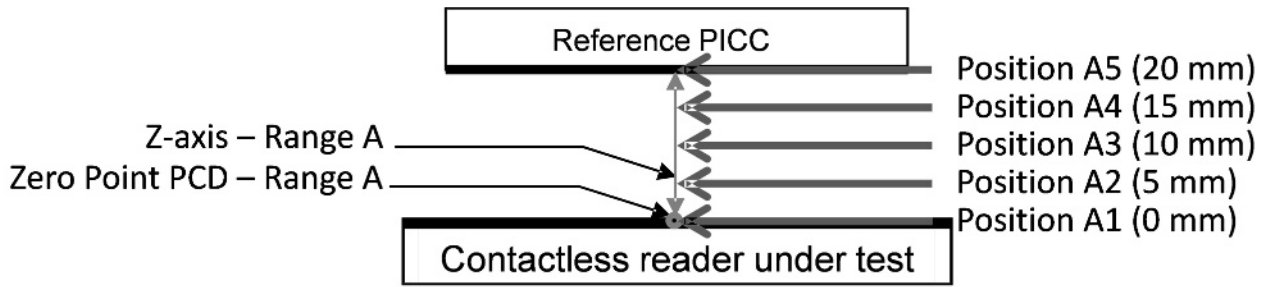 Reference PICC
Position A5 (20 mm)
Position A4 (15 mm)
Z-axis – Range A
Position A3 (10 mm)
Zero Point PCD – Range A
Position A2 (5 mm)
Position A1 (0 mm)
Contactless reader under test